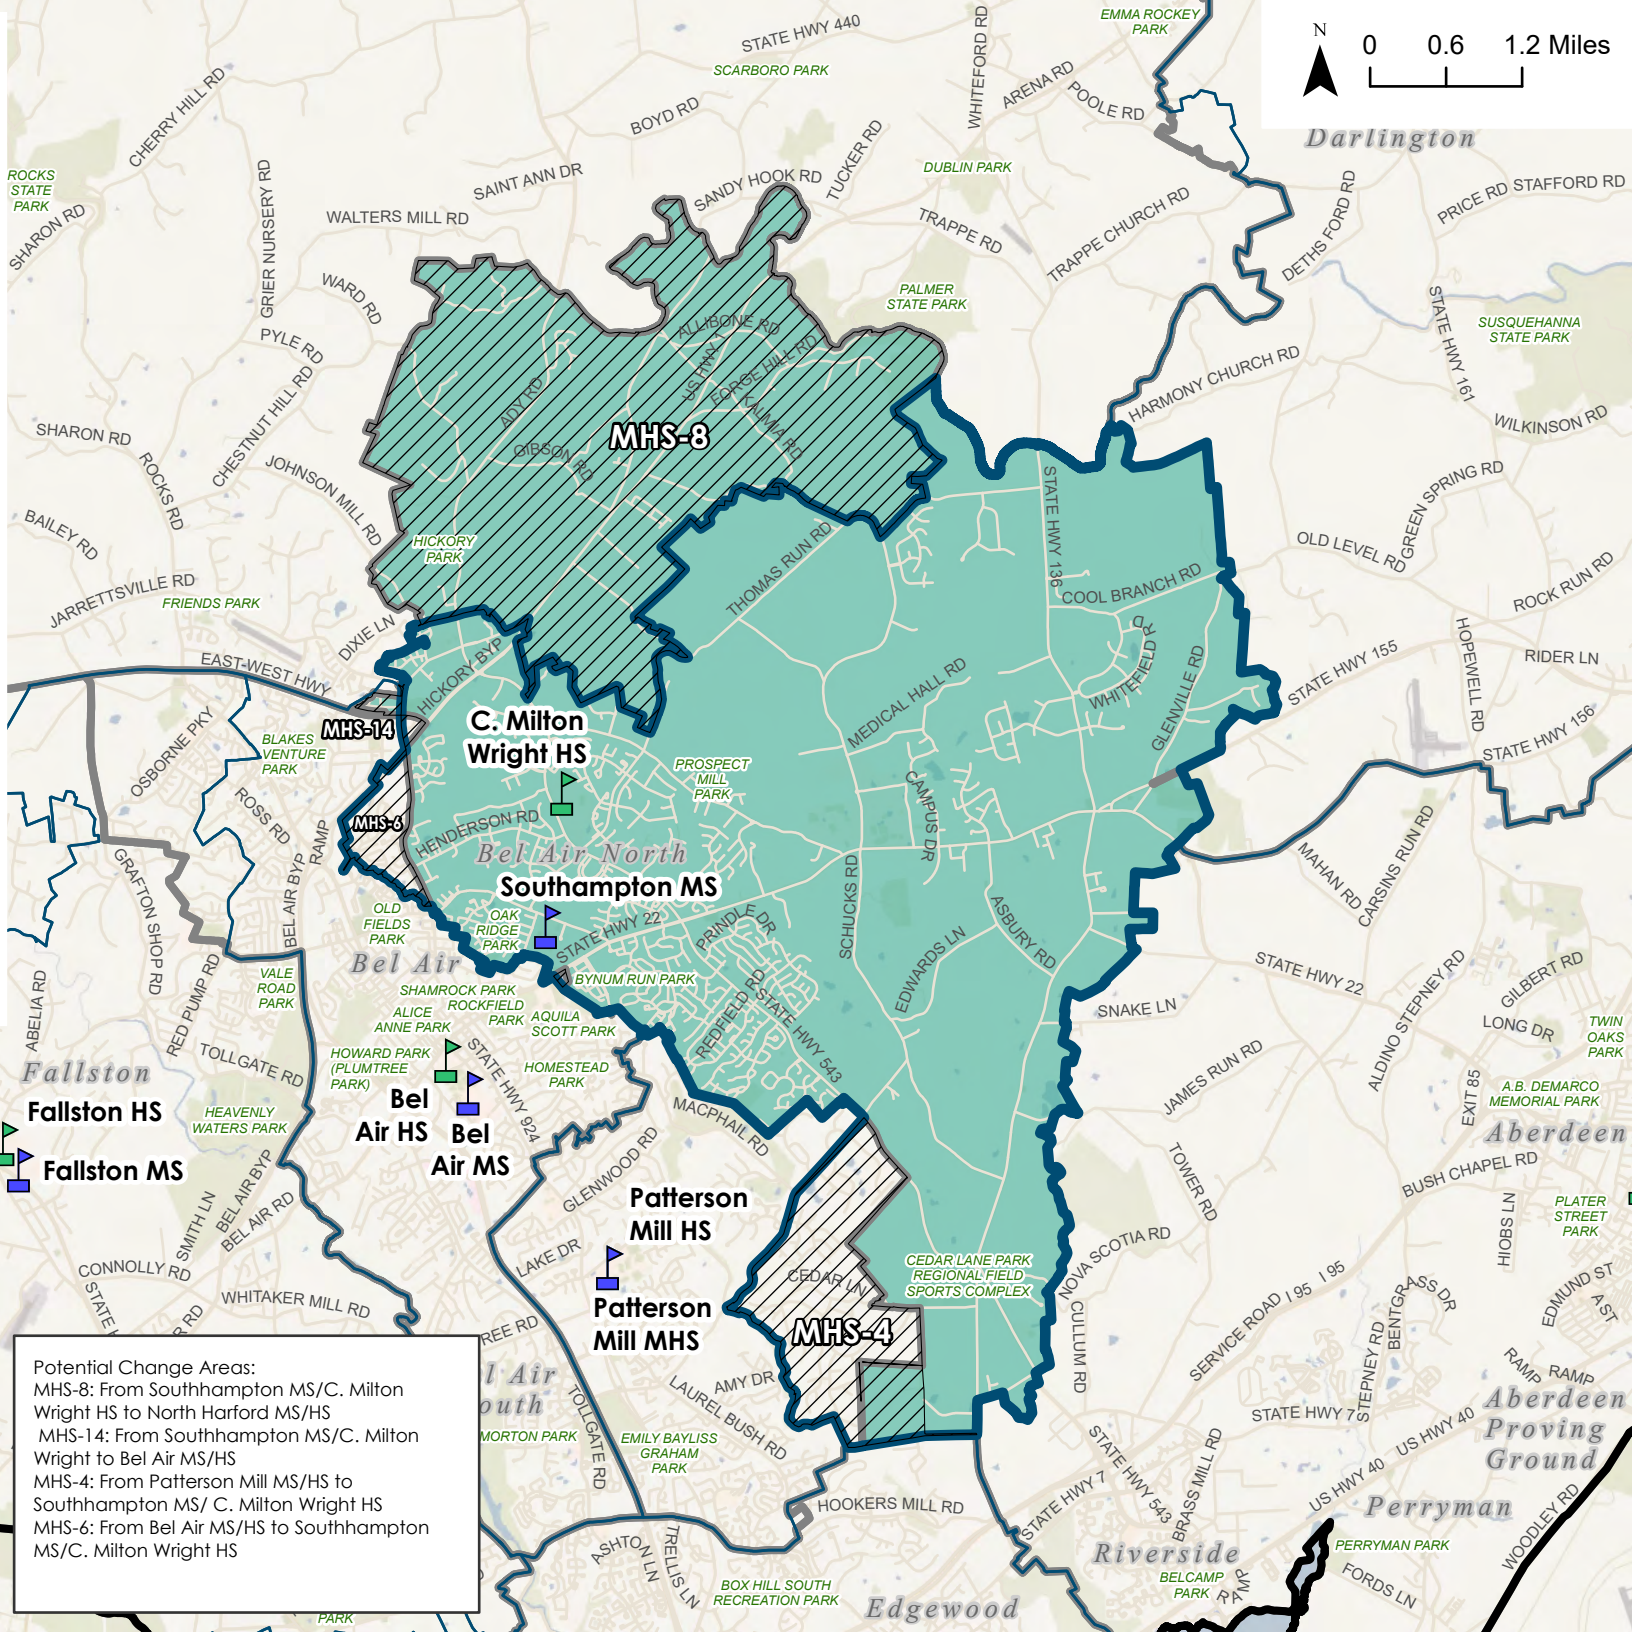 EMMA ROCKEY
PARK
STATE HWY 440
SCARBORO PARK
WHITEFORD RD
ARENA RD
POOLE RD
N
0 0.6 1.2 Miles
Darlington
CHERRY HILL RD
BOYD RD
TUCKER RD
DUBLIN PARK
ROCKS
STATE
PARK
SHARON RD
GRIER NURSERY RD
SAINT ANN DR
SANDY HOOK RD
WALTERS MILL RD
TRAPPE RD
TRAPPE CHURCH RD
DETHS FORD RD
PRICE RD
STAFFORD RD
WARD RD
PYLE RD
PALMER
STATE PARK
ALLIBONE RD
US HWY 1
FORGE HILL RD
KALMIA RD
ADY RD
GIBSON RD
MHS-8
SUSQUEHANNA
STATE PARK
STATE HWY 161
HARMONY CHURCH RD
WILKINSON RD
SHARON RD
CHESTNUT HILL RD
ROCKS RD
JOHNSON MILL RD
BAILEY RD
HICKORY
PARK
STATE HWY 136
GREEN SPRING RD
OLD LEVEL RD
ROCK RUN RD
JARRETTSVILLE RD
FRIENDS PARK
THOMAS RUN RD
COOL BRANCH RD
DIXIE LN
EAST-WEST HWY
HICKORY BYP
WHITEFIELD RD
GLENVILLE RD
HOPEWELL RD
RIDER LN
STATE HWY 155
STATE HWY 156
MEDICAL HALL RD
OSBORNE PKY
BLAKES
VENTURE
PARK
MHS-14
C. Milton
Wright HS
PROSPECT
MILL
PARK
CAMPUS DR
ROSS RD
RAMP
MHS-6
HENDERSON RD
Bel Air North
Southampton MS
GRAFTON SHOP RD
BEL AIR BYP
OLD
FIELDS
PARK
OAK
RIDGE
PARK
STATE HWY 22
PRINDLE DR
SCHUCKS RD
ASBURY RD
EDWARDS LN
MAHAN RD
CARSINS RUN RD
Bel Air
BYNUM RUN PARK
VALE
ROAD
PARK
RED PUMP RD
ABELIA RD
SHAMROCK PARK
ROCKFIELD
PARK
ALICE
ANNE PARK
AQUILA
SCOTT PARK
REDFIELD RD
STATE HWY 543
STATE HWY 22
ALDINO STEPNEY RD
GILBERT RD
SNAKE LN
LONG DR
TWIN
OAKS
PARK
TOLLGATE RD
HOWARD PARK
(PLUMTREE
PARK)
STATE HWY 924
HOMESTEAD
PARK
JAMES RUN RD
EXIT 85
A.B. DEMARCO
MEMORIAL PARK
Fallston
Fallston HS
Fallston MS
HEAVENLY
WATERS PARK
Bel
Air HS
Bel
Air MS
MACPHAIL RD
Aberdeen
GLENWOOD RD
BUSH CHAPEL RD
TOWER RD
Patterson
Mill HS
PLATER
STREET
PARK
HIOBS LN
BEL AIR BYP
SMITH LN
BEL AIR RD
LAKE DR
NOVA SCOTIA RD
CEDAR LANE PARK
REGIONAL FIELD
SPORTS COMPLEX
CONNOLLY RD
WHITAKER MILL RD
CEDAR LN
CULLUM RD
SERVICE ROAD
I 95
I 95
BENTGRASS DR
EDMUND ST
A ST
Patterson
Mill MHS
MHS-4
STEPNEY RD
RAMP
RAMP
AMY DR
LAUREL BUSH RD
TOLLGATE RD
STATE HWY 7
Aberdeen
Proving
Ground
US HWY 40
MORTON PARK
EMILY BAYLISS
GRAHAM
PARK
STATE HWY 543
BRASS MILL RD
US HWY 40
Perryman
HOOKERS MILL RD
STATE HWY 7
WOODLEY RD
PERRYMAN PARK
Riverside
BELCAMP
PARK
RAMP
FORDS LN
ASHTON LN
TRELLIS LN
BOX HILL SOUTH
RECREATION PARK
Edgewood
PARK
Potential Change Areas:
MHS-8: From Southhampton MS/C. Milton
Wright HS to North Harford MS/HS
MHS-14: From Southhampton MS/C. Milton
Wright to Bel Air MS/HS
MHS-4: From Patterson Mill MS/HS to
Southhampton MS/ C. Milton Wright HS
MHS-6: From Bel Air MS/HS to Southhampton
MS/C. Milton Wright HS